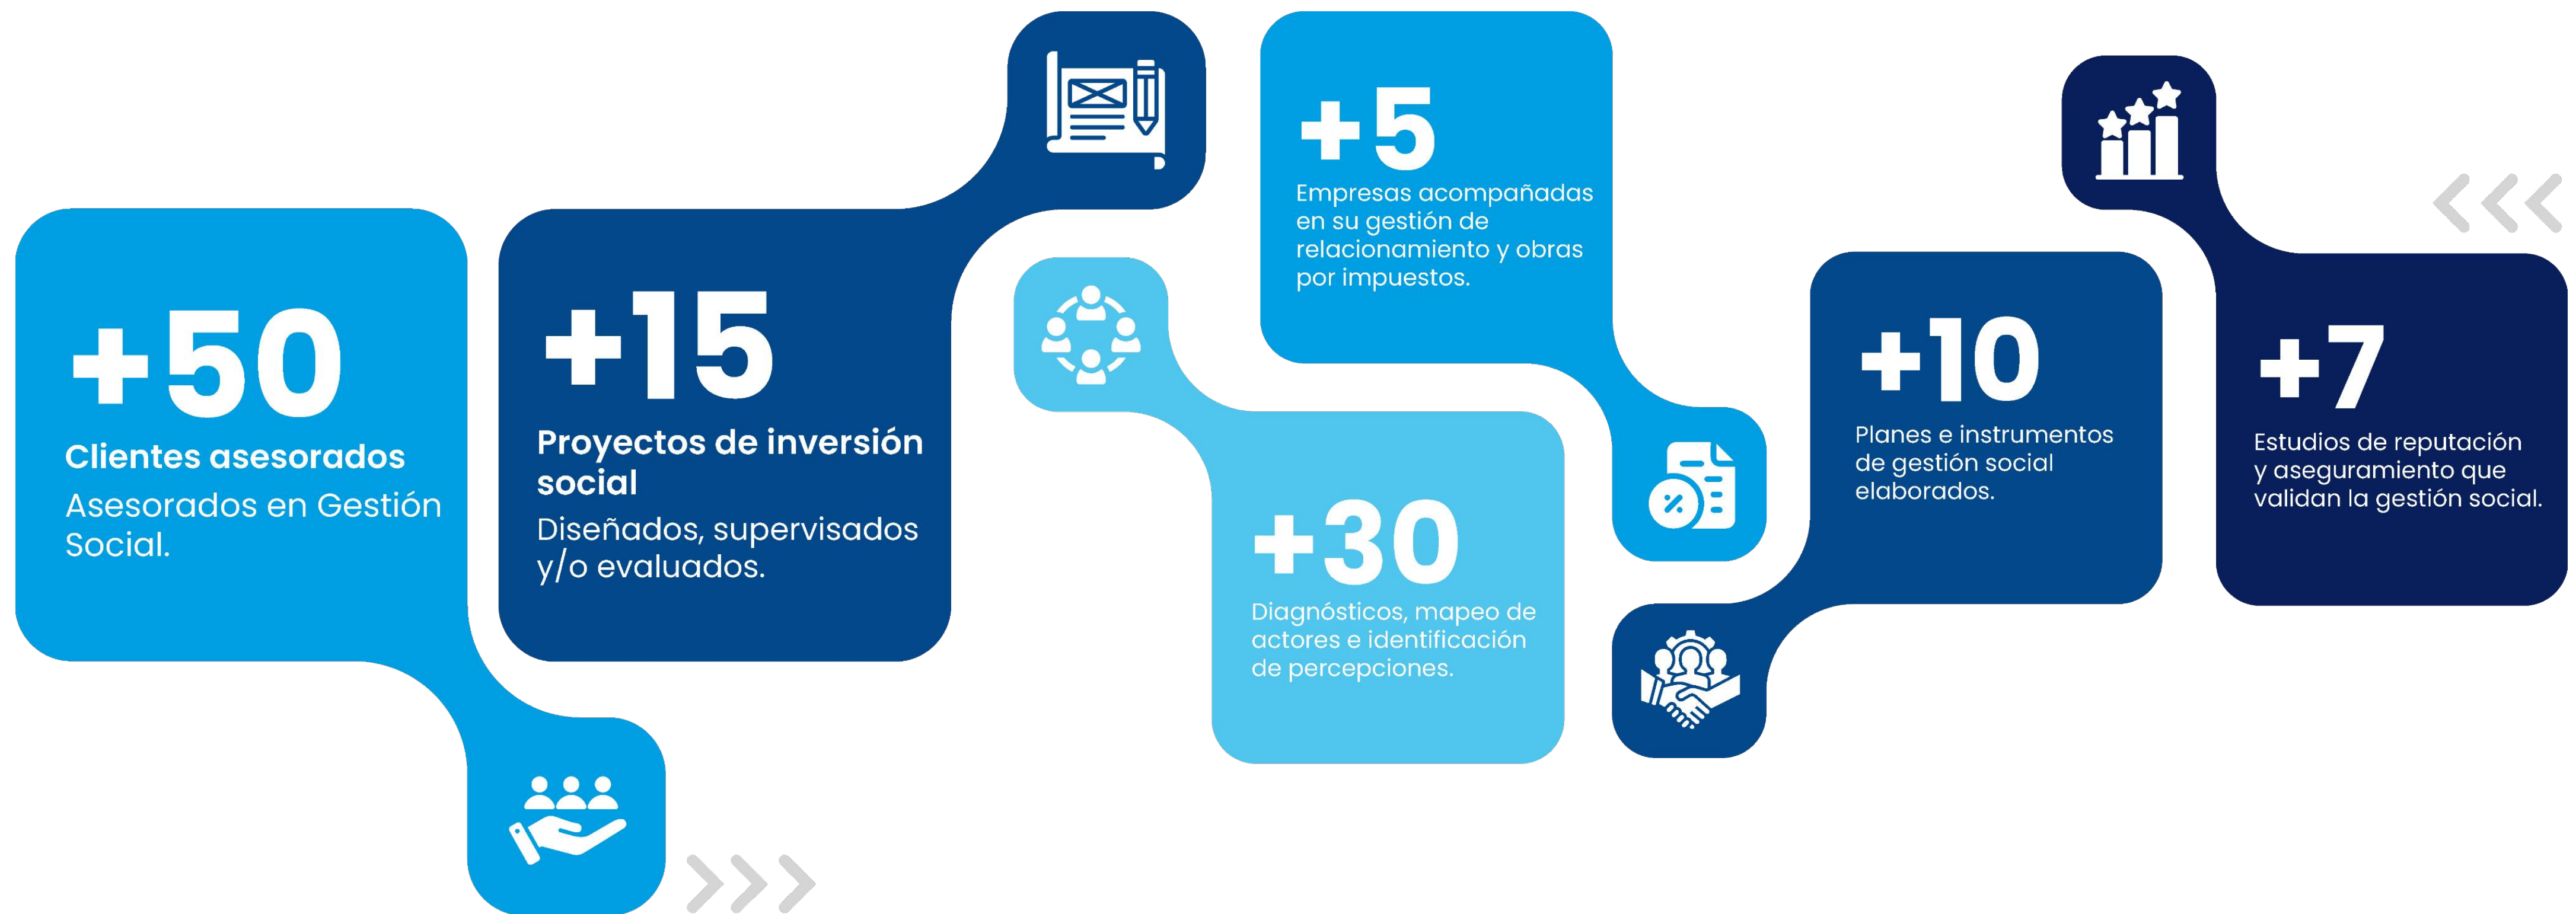 +50
Clientes asesorados
Asesorados en Gestión
Social.
+15
Proyectos de inversión
social
Diseñados, supervisados
y/o evaluados.
+5
Empresas acompañadas
en su gestión de
relacionamiento y obras
por impuestos.
+30
Diagnósticos, mapeo de
actores e identificación
de percepciones.
+10
Planes e instrumentos
de gestión social
elaborados.
+7
Estudios de reputación
y aseguramiento que
validan la gestión social.